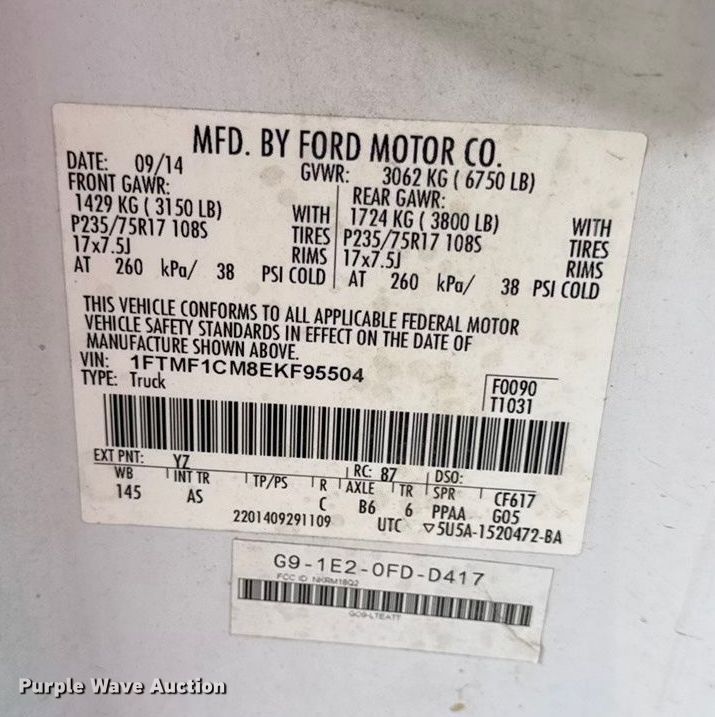 MFD. BY FORD MOTOR CO.
DATE: 09/14 GVWR: 3062 KG ( 6750 LB)
FRONT GAWR: REAR GAWR:
1429 KG ( 3150 LB) WITH 1724 KG ( 3800 LB) WITH
P235/75R17 108S TIRES P235/75R17 108S TIRES
17x7.5J RIMS 17x7.5J RIMS
AT 260 kPa/ 38 PSI COLD AT 260 kPa/ 38 PSI COLD
THIS VEHICLE CONFORMS TO ALL APPLICABLE FEDERAL MOTOR
VEHICLE SAFETY STANDARDS IN EFFECT ON THE DATE OF
MANUFACTURE SHOWN ABOVE.
VIN: 1FTMF1CM8EKF95504
TYPE: Truck
F0090
T1031
EXT PNT: YZ RC: 87 DSO:
WB INT TR TP/PS R AXLE TR SPR CF617
145 AS C B6 6 PPAA G05
2201409291109 UTC ▽5U5A-1520472-BA
G9-1E2-0FD-D417
FCC ID NKRM18Q2
GO9-LTEATT
Purple Wave Auction